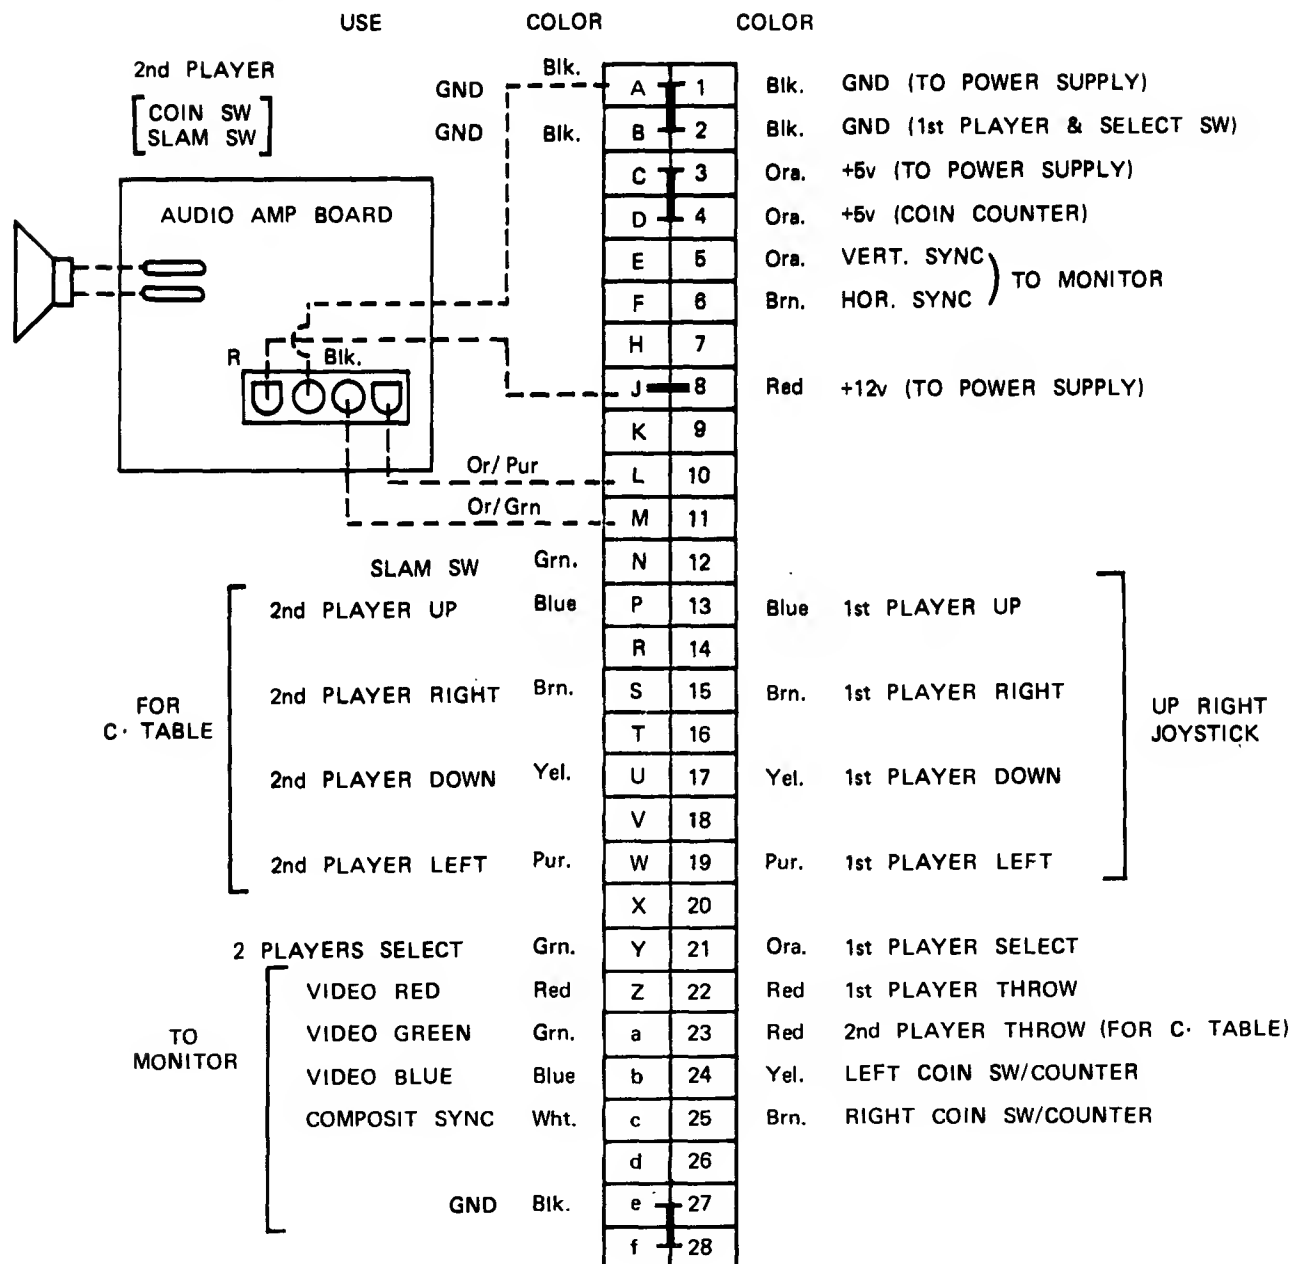 USE COLOR COLOR
2nd PLAYER
COIN SW
SLAM SW
GND Blk. A 1 Blk. GND (TO POWER SUPPLY)
GND Blk. B 2 Blk. GND (1st PLAYER & SELECT SW)
C 3 Ora. +5v (TO POWER SUPPLY)
D 4 Ora. +5v (COIN COUNTER)
AUDIO AMP BOARD
E 5 Ora. VERT. SYNC
TO MONITOR
F 6 Brn. HOR. SYNC
H 7
R Blk.
J 8 Red +12v (TO POWER SUPPLY)
K 9
Or/Pur L 10
Or/Grn M 11
SLAM SW Grn. N 12
2nd PLAYER UP Blue P 13 Blue 1st PLAYER UP
R 14
FOR
C· TABLE
2nd PLAYER RIGHT Brn. S 15 Brn. 1st PLAYER RIGHT
UP RIGHT
JOYSTICK
T 16
2nd PLAYER DOWN Yel. U 17 Yel. 1st PLAYER DOWN
V 18
2nd PLAYER LEFT Pur. W 19 Pur. 1st PLAYER LEFT
X 20
2 PLAYERS SELECT Grn. Y 21 Ora. 1st PLAYER SELECT
VIDEO RED Red Z 22 Red 1st PLAYER THROW
TO
MONITOR
VIDEO GREEN Grn. a 23 Red 2nd PLAYER THROW (FOR C· TABLE)
VIDEO BLUE Blue b 24 Yel. LEFT COIN SW/COUNTER
COMPOSIT SYNC Wht. c 25 Brn. RIGHT COIN SW/COUNTER
d 26
GND Blk. e 27
f 28